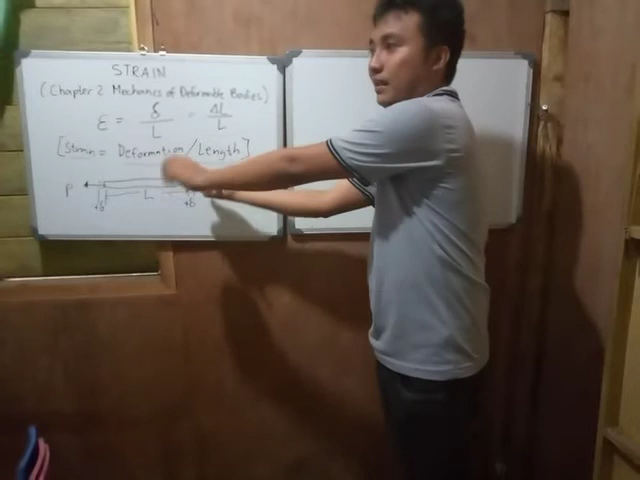 STRAIN
(Chapter 2 Mechanics of Deformable Bodies)
ε = δ/L = ΔL/L
[Strain = Deformation/Length]
P
L
+δ +δ